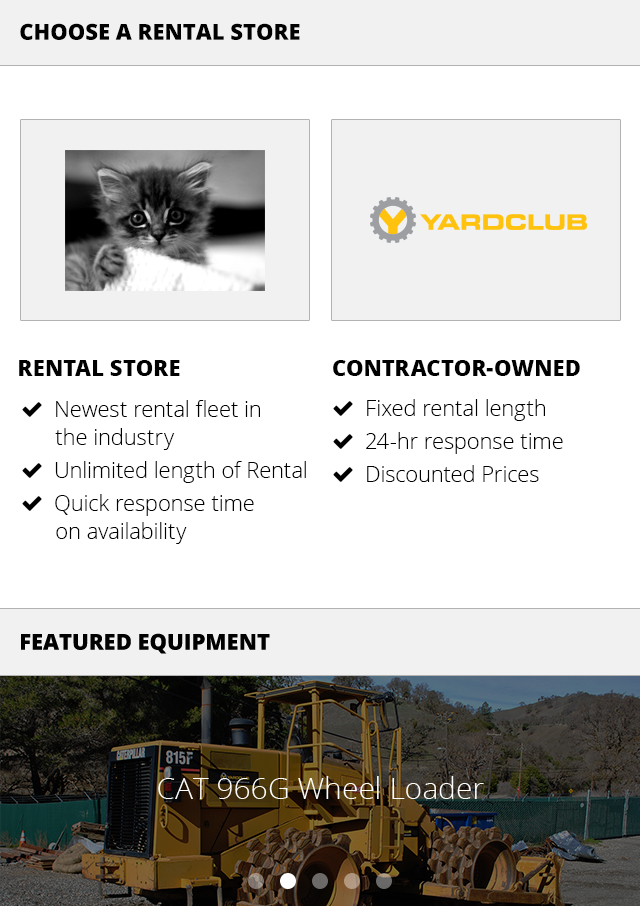 CHOOSE A RENTAL STORE
YARDCLUB
RENTAL STORE
Newest rental fleet in
the industry
Unlimited length of Rental
Quick response time
on availability
CONTRACTOR-OWNED
Fixed rental length
24-hr response time
Discounted Prices
FEATURED EQUIPMENT
CATERPILLAR
815F
CAT 966G Wheel Loader